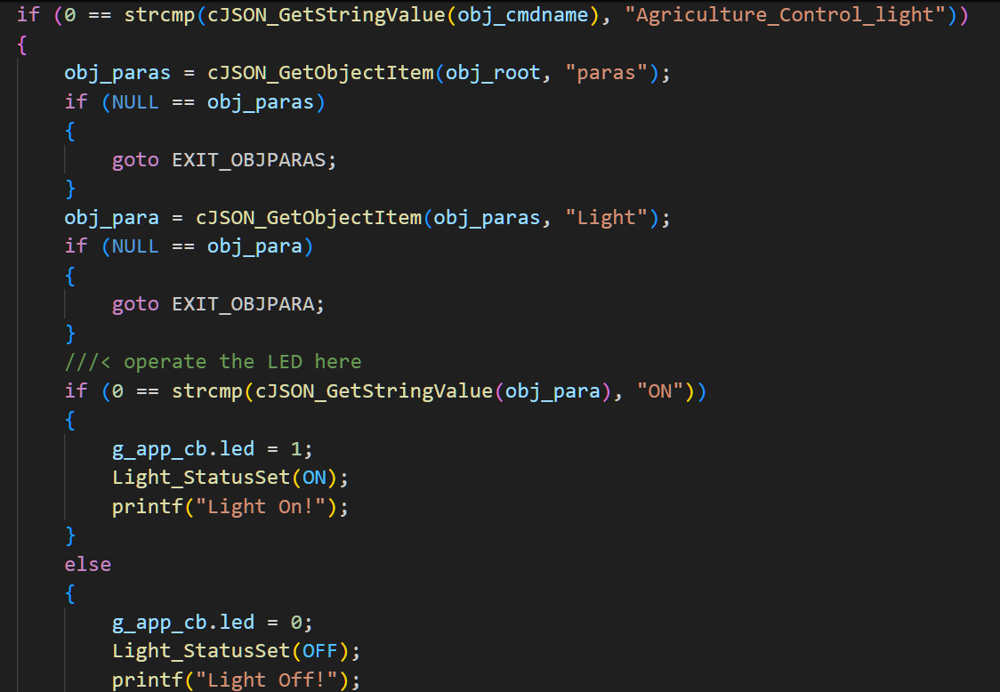 if (0 == strcmp(cJSON_GetStringValue(obj_cmdname), "Agriculture_Control_light"))
{
    obj_paras = cJSON_GetObjectItem(obj_root, "paras");
    if (NULL == obj_paras)
    {
        goto EXIT_OBJPARAS;
    }
    obj_para = cJSON_GetObjectItem(obj_paras, "Light");
    if (NULL == obj_para)
    {
        goto EXIT_OBJPARA;
    }
    ///< operate the LED here
    if (0 == strcmp(cJSON_GetStringValue(obj_para), "ON"))
    {
        g_app_cb.led = 1;
        Light_StatusSet(ON);
        printf("Light On!");
    }
    else
    {
        g_app_cb.led = 0;
        Light_StatusSet(OFF);
        printf("Light Off!");